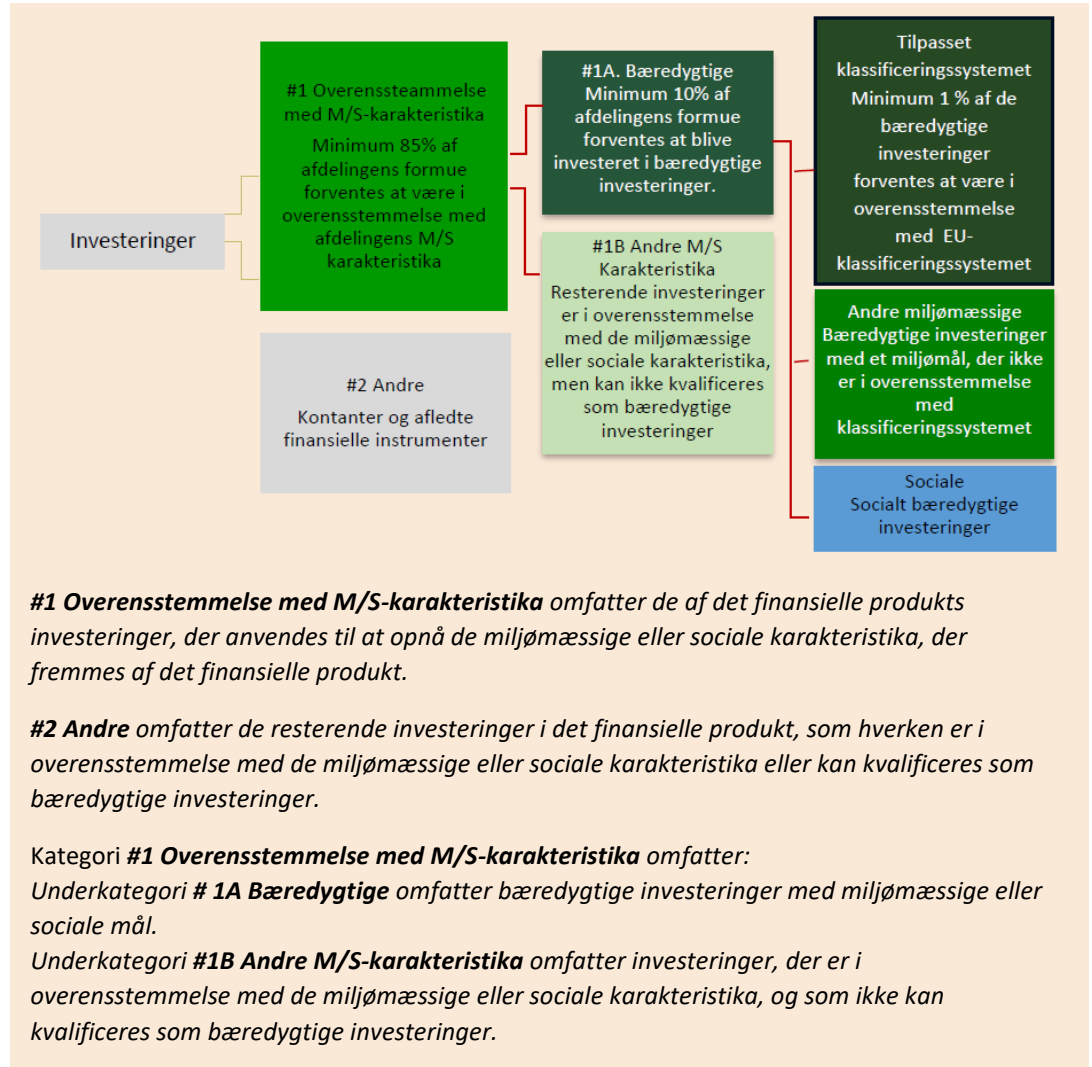 Investeringer
#1 Overenssteammelse
med M/S-karakteristika
Minimum 85% af
afdelingens formue
forventes at være i
overensstemmelse med
afdelingens M/S
karakteristika
#2 Andre
Kontanter og afledte
finansielle instrumenter
#1A. Bæredygtige
Minimum 10% af
afdelingens formue
forventes at blive
investeret i bæredygtige
investeringer.
#1B Andre M/S
Karakteristika
Resterende investeringer
er i overensstemmelse
med de miljømæssige
eller sociale karakteristika,
men kan ikke kvalificeres
som bæredygtige
investeringer
Tilpasset
klassificeringssystemet
Minimum 1 % af de
bæredygtige
investeringer
forventes at være i
overensstemmelse
med EU-
klassificeringssystemet
Andre miljømæssige
Bæredygtige investeringer
med et miljømål, der ikke
er i overensstemmelse
med
klassificeringssystemet
Sociale
Socialt bæredygtige
investeringer
#1 Overensstemmelse med M/S-karakteristika omfatter de af det finansielle produkts
investeringer, der anvendes til at opnå de miljømæssige eller sociale karakteristika, der
fremmes af det finansielle produkt.
#2 Andre omfatter de resterende investeringer i det finansielle produkt, som hverken er i
overensstemmelse med de miljømæssige eller sociale karakteristika eller kan kvalificeres som
bæredygtige investeringer.
Kategori #1 Overensstemmelse med M/S-karakteristika omfatter:
Underkategori # 1A Bæredygtige omfatter bæredygtige investeringer med miljømæssige eller
sociale mål.
Underkategori #1B Andre M/S-karakteristika omfatter investeringer, der er i
overensstemmelse med de miljømæssige eller sociale karakteristika, og som ikke kan
kvalificeres som bæredygtige investeringer.